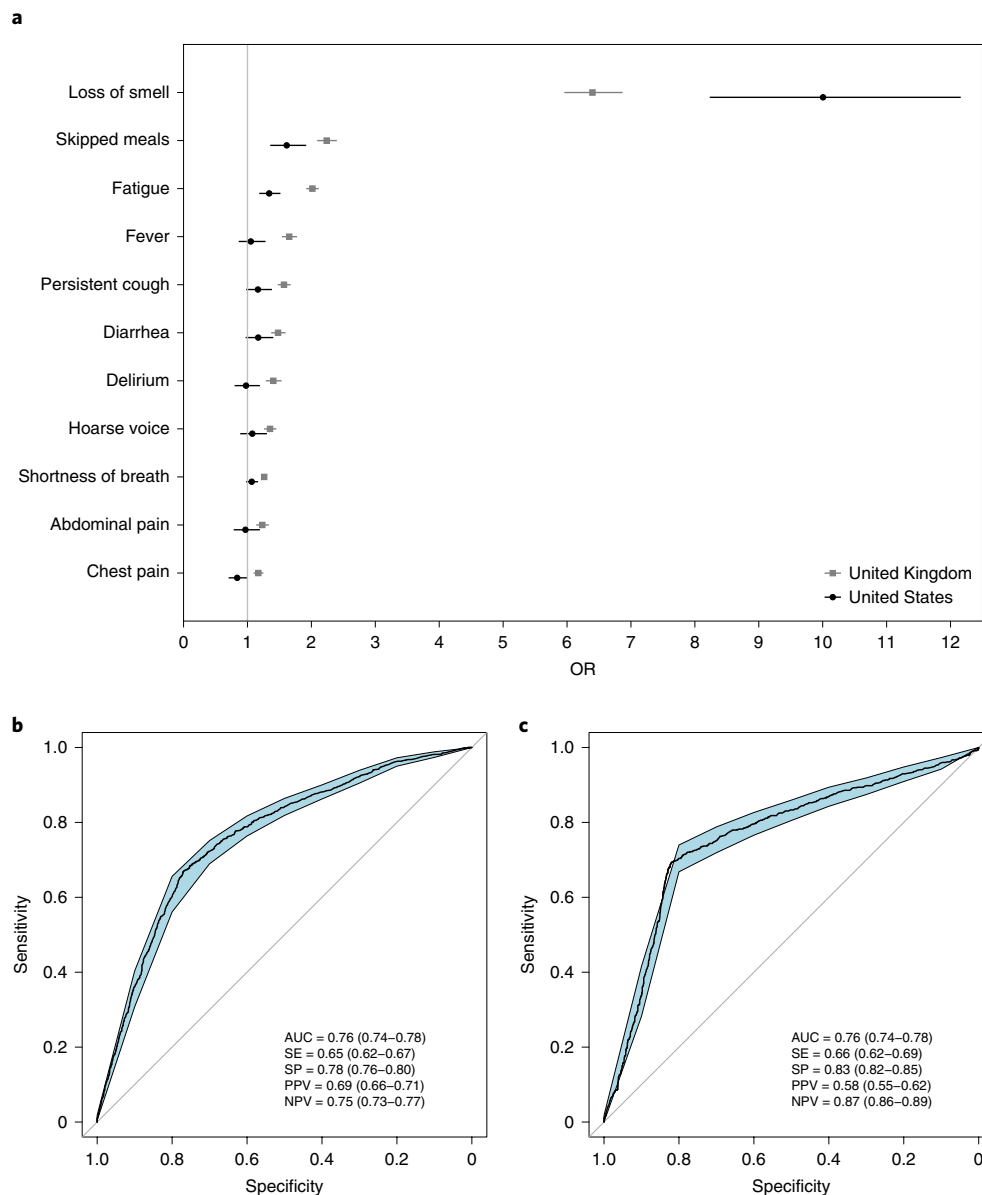 a
Loss of smell
Skipped meals
Fatigue
Fever
Persistent cough
Diarrhea
Delirium
Hoarse voice
Shortness of breath
Abdominal pain
Chest pain
United Kingdom
United States
0 1 2 3 4 5 6 7 8 9 10 11 12
OR
b
1.0
0.8
0.6
0.4
0.2
0
Sensitivity
AUC = 0.76 (0.74–0.78)
SE = 0.65 (0.62–0.67)
SP = 0.78 (0.76–0.80)
PPV = 0.69 (0.66–0.71)
NPV = 0.75 (0.73–0.77)
1.0 0.8 0.6 0.4 0.2 0
Specificity
c
1.0
0.8
0.6
0.4
0.2
0
Sensitivity
AUC = 0.76 (0.74–0.78)
SE = 0.66 (0.62–0.69)
SP = 0.83 (0.82–0.85)
PPV = 0.58 (0.55–0.62)
NPV = 0.87 (0.86–0.89)
1.0 0.8 0.6 0.4 0.2 0
Specificity